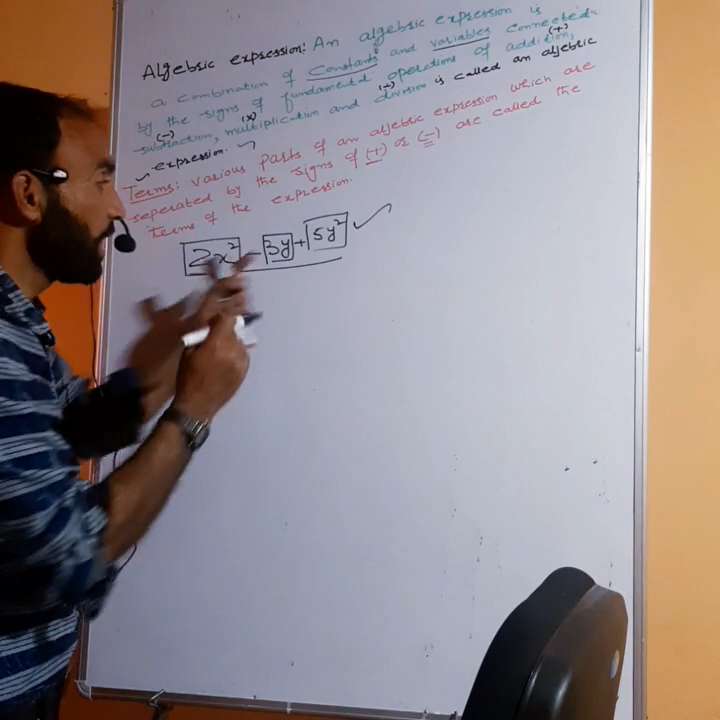 Algebric expression: An algebric expression is
a combination of Constants and variables connected
by the signs of fundamental operations of addition, (+)
(-) (x) (÷)
subtraction, multiplication and division is called an algebric
expression.
Terms: Various parts of an algebric expression which are
seperated by the signs of (+) or (-) are called the
terms of the expression.
2x² - 3y + 5y²